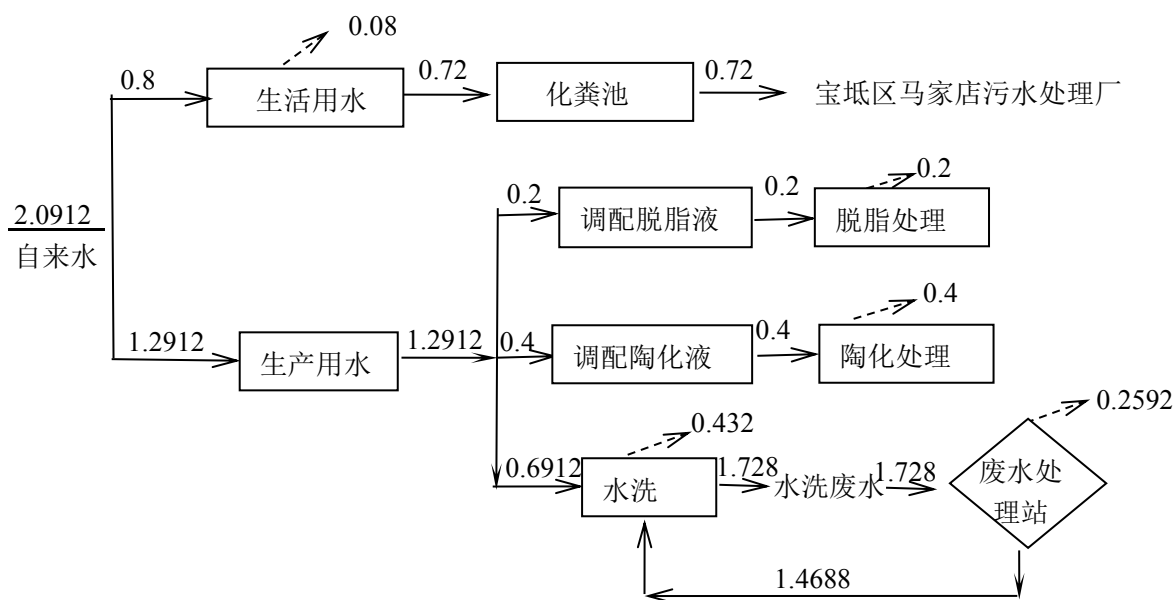 0.08
0.8
生活用水
0.72
化粪池
0.72
宝坻区马家店污水处理厂
2.0912
自来水
0.2
调配脱脂液
0.2
脱脂处理
0.2
1.2912
生产用水
1.2912
0.4
调配陶化液
0.4
陶化处理
0.4
0.6912
水洗
0.432
1.728
水洗废水
1.728
废水处
理站
0.2592
1.4688